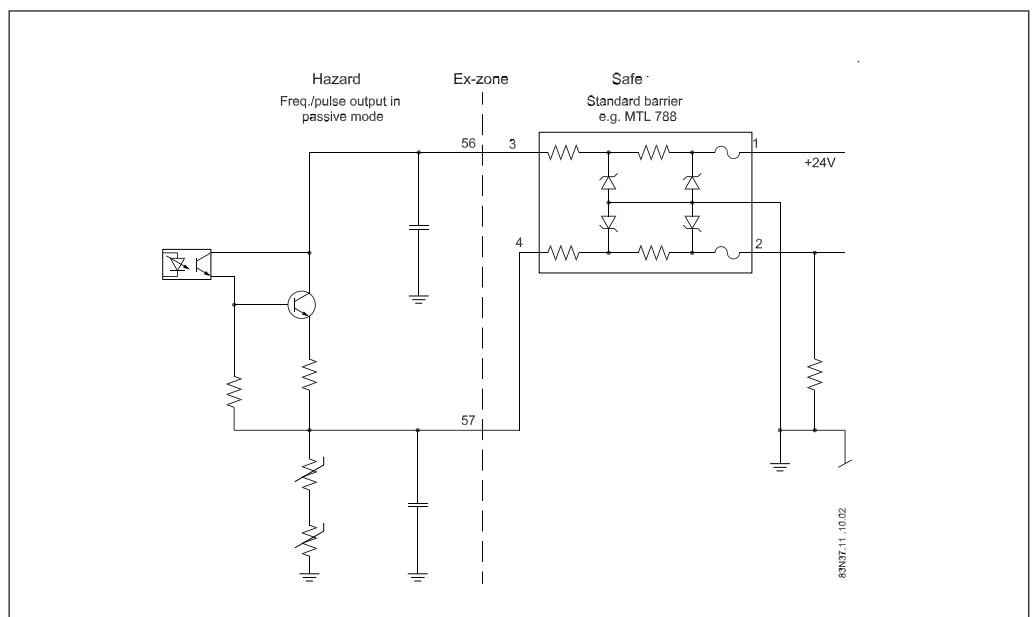 Hazard
Ex-zone
Safe
Freq./pulse output in
passive mode
Standard barrier
e.g. MTL 788
56
3
1
+24V
4
2
57
83N37.11 .10.02